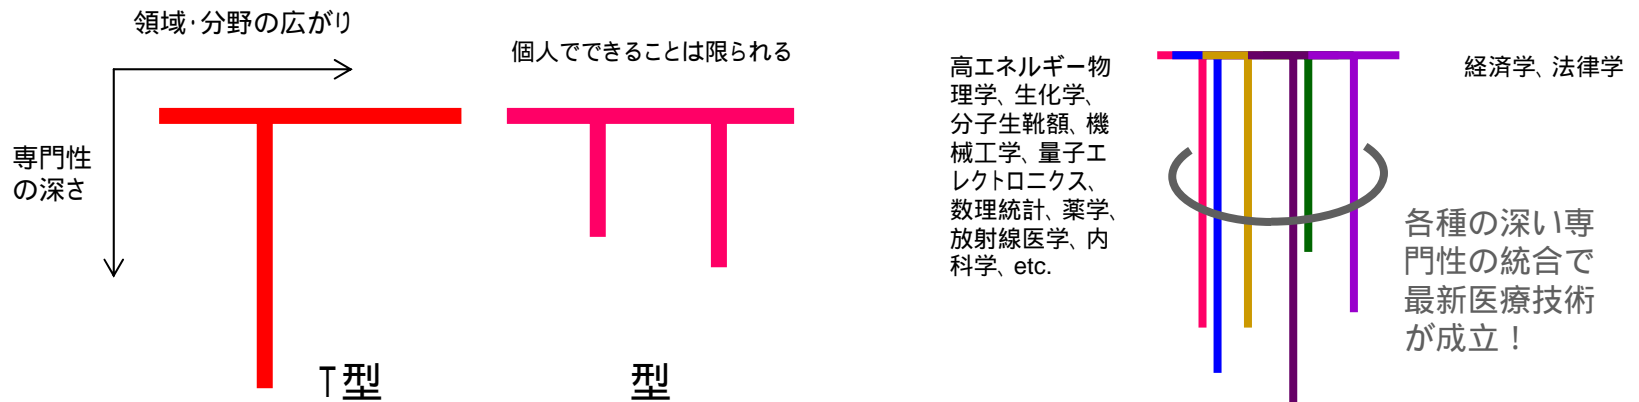 領域・分野の広がり
個人でできることは限られる
専門性
の深さ
T型
型
高エネルギー物
理学、生化学、
分子生靴額、機
械工学、量子エ
レクトロニクス、
数理統計、薬学、
放射線医学、内
科学、etc.
経済学、法律学
各種の深い専
門性の統合で
最新医療技術
が成立！